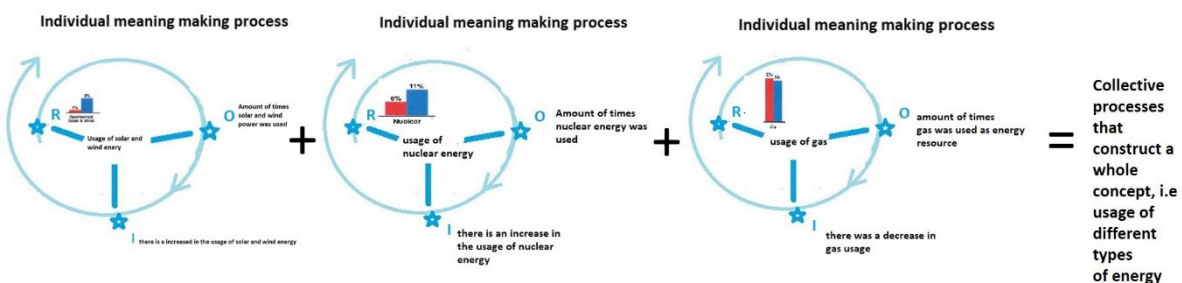 Individual meaning making process
R
Usage of solar and
wind enery
O
Amount of times
solar and wind
power was used
I
there is a increased in the usage of solar and wind energy
+
Individual meaning making process
6%
11%
Nuclear
R
usage of
nuclear energy
O
Amount of times
nuclear energy was
used
I
there is an increase in
the usage of nuclear
energy
+
Individual meaning making process
R
usage of gas
O
amount of times
gas was used as energy
resource
I
there was a decrease in
gas usage
=
Collective
processes
that
construct a
whole
concept, i.e
usage of
different
types
of energy